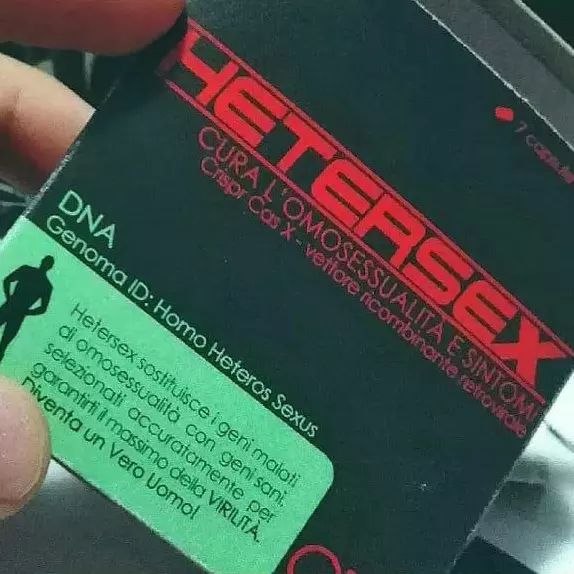 HETERSEX
7 capsule
CURA L'OMOSESSUALITÀ E SINTOMI
Crispr Cas X - vettore ricombinante retrovirale
DNA
Genoma ID: Homo Heteros Sexus
Hetersex sostituisce i geni malati
di omosessualità con geni sani,
selezionati accuratamente per
garantirti il massimo della VIRILITÀ.
Diventa un Vero Uomo!